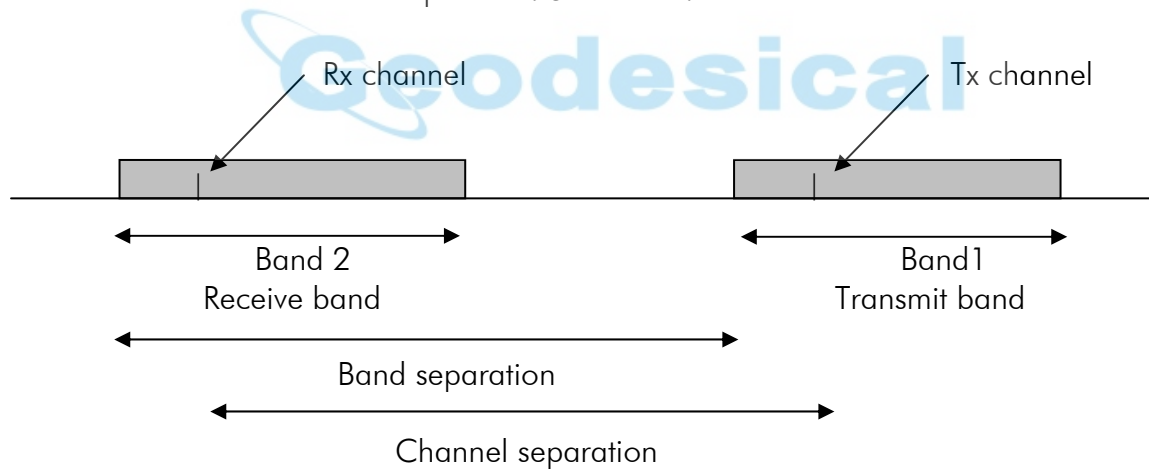 Geodesical
Rx channel
Tx channel
Band 2
Band1
Receive band
Transmit band
Band separation
Channel separation